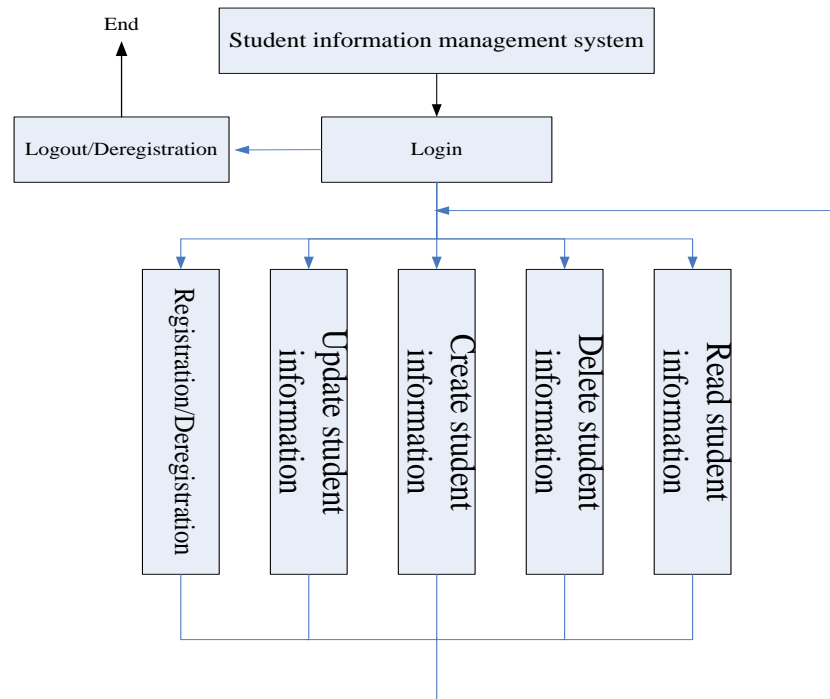 End
Student information management system
Logout/Deregistration
Login
Registration/Deregistration
Update student
information
Create student
information
Delete student
information
Read student
information